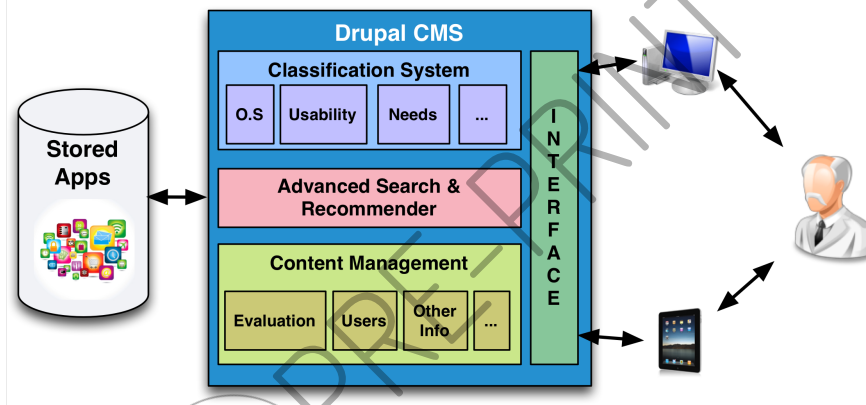 Drupal CMS
Classification System
O.S
Usability
Needs
...
Stored
Apps
Advanced Search &
Recommender
Content Management
Evaluation
Users
Other
Info
...
I
N
T
E
R
F
A
C
E
PRE-PRINT